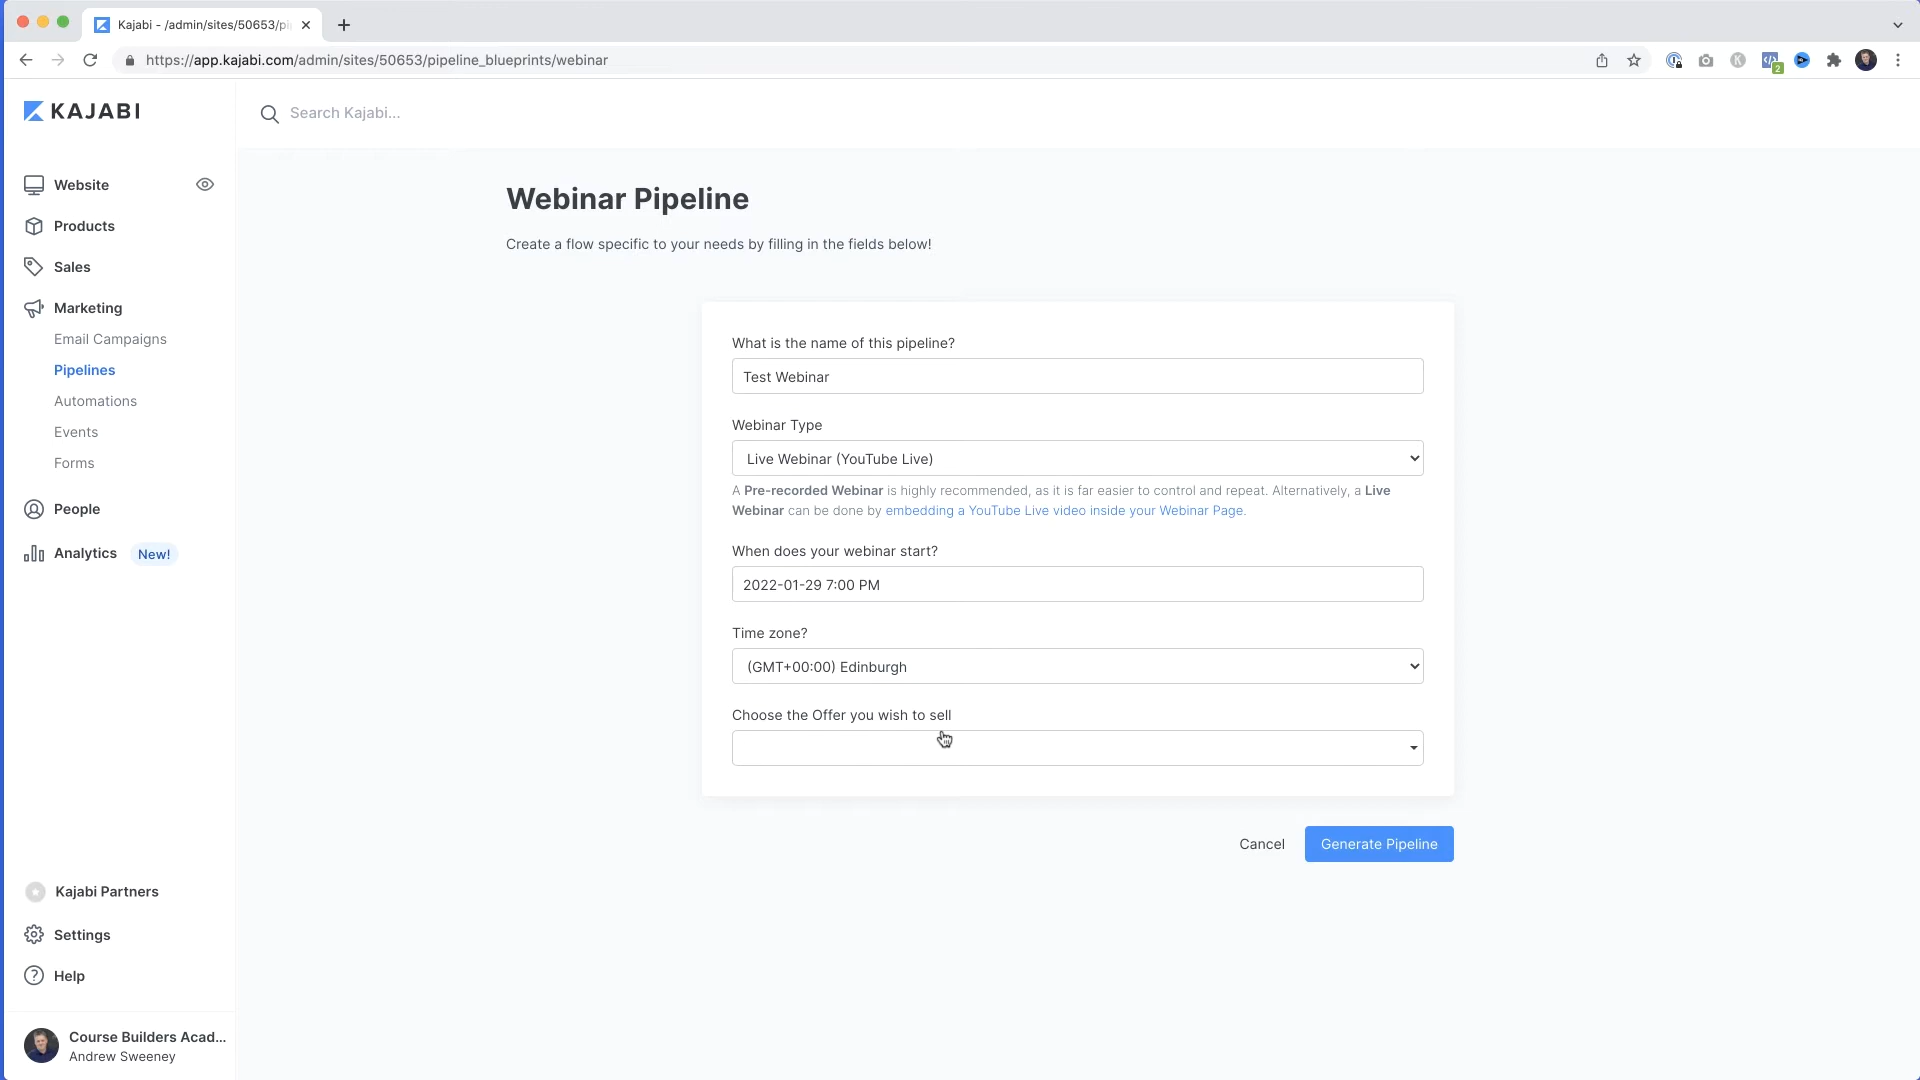 Kajabi - /admin/sites/50653/pi
https://app.kajabi.com/admin/sites/50653/pipeline_blueprints/webinar
2
KAJABI
Search Kajabi...
Website
Products
Sales
Marketing
Email Campaigns
Pipelines
Automations
Events
Forms
People
Analytics New!
Kajabi Partners
Settings
Help
Course Builders Acad...
Andrew Sweeney
Webinar Pipeline
Create a flow specific to your needs by filling in the fields below!
What is the name of this pipeline?
Test Webinar
Webinar Type
Live Webinar (YouTube Live)
A Pre-recorded Webinar is highly recommended, as it is far easier to control and repeat. Alternatively, a Live
Webinar can be done by embedding a YouTube Live video inside your Webinar Page.
When does your webinar start?
2022-01-29 7:00 PM
Time zone?
(GMT+00:00) Edinburgh
Choose the Offer you wish to sell
Cancel
Generate Pipeline